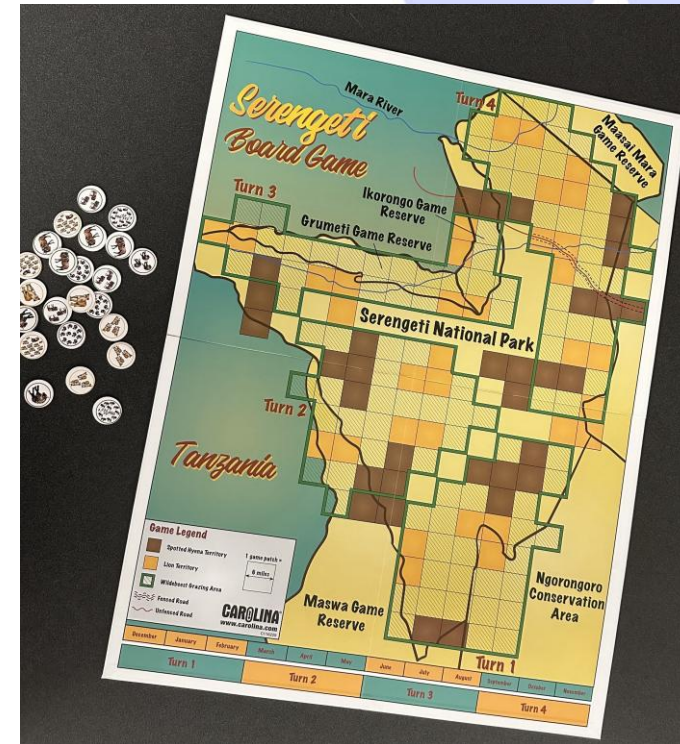 Serengeti
Board Game
Mara River
Turn 4
Maasai Mara
Game Reserve
Turn 3
Ikorongo Game
Reserve
Grumeti Game Reserve
Serengeti National Park
Turn 2
Tanzania
Game Legend
Spotted Hyena Territory
Lion Territory
Wildebeest Grazing Area
Fenced Road
Unfenced Road
1 game patch =
6 miles
CAROLINA
www.carolina.com
Maswa Game
Reserve
Ngorongoro
Conservation
Area
Turn 1
December January February March April May June July August September October November
Turn 1 Turn 2 Turn 3 Turn 4